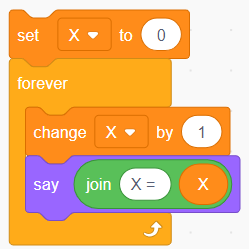 set X to 0
forever
change X by 1
say join X = X